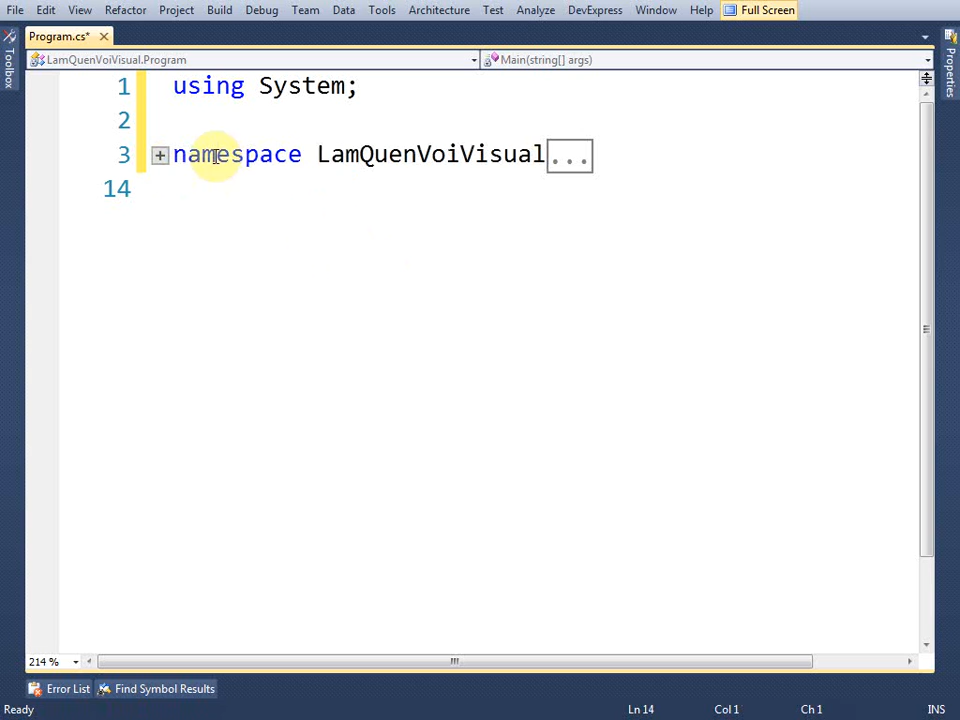 File Edit View Refactor Project Build Debug Team Data Tools Architecture Test Analyze DevExpress Window Help Full Screen
Toolbox
Program.cs*
LamQuenVoiVisual.Program
Main(string[] args)
Properties
1 using System;
2
3 namespace LamQuenVoiVisual...
14
214 %
Error List Find Symbol Results
Ready Ln 14 Col 1 Ch 1 INS